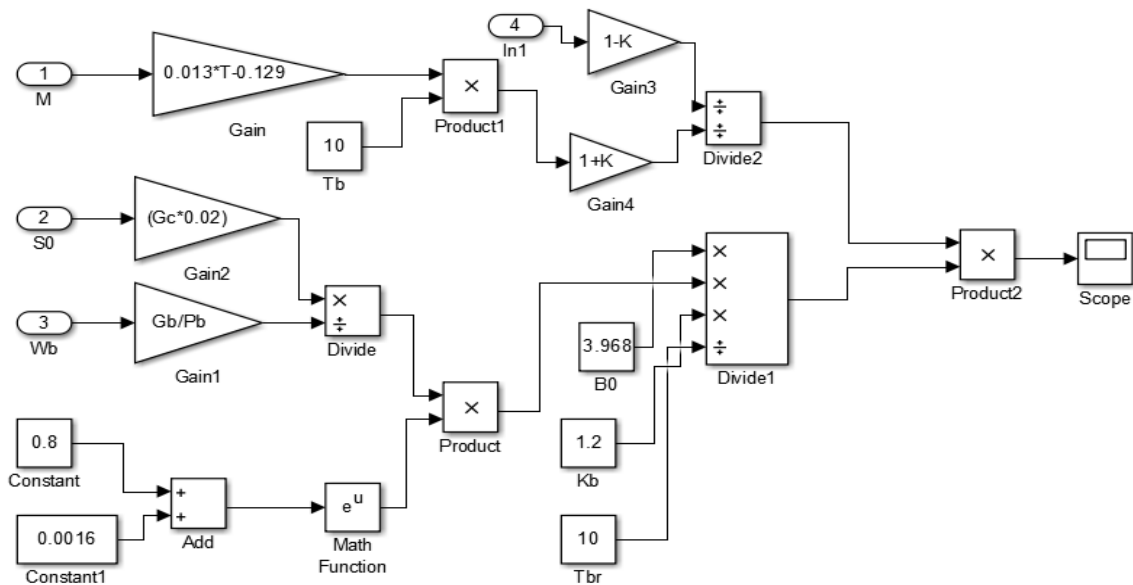 4
In1
1-K
Gain3
1
M
0.013*T-0.129
Gain
×
Product1
10
Tb
÷
÷
Divide2
1+K
Gain4
2
S0
(Gc*0.02)
Gain2
3
Wb
Gb/Pb
Gain1
×
÷
Divide
×
×
×
÷
Divide1
3.968
B0
×
Product2
Scope
×
Product
0.8
Constant
0.0016
Constant1
+
+
Add
e^u
Math
Function
1.2
Kb
10
Tbr